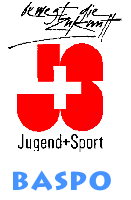 bewegt die
Zukunft
Jugend+Sport
BASPO